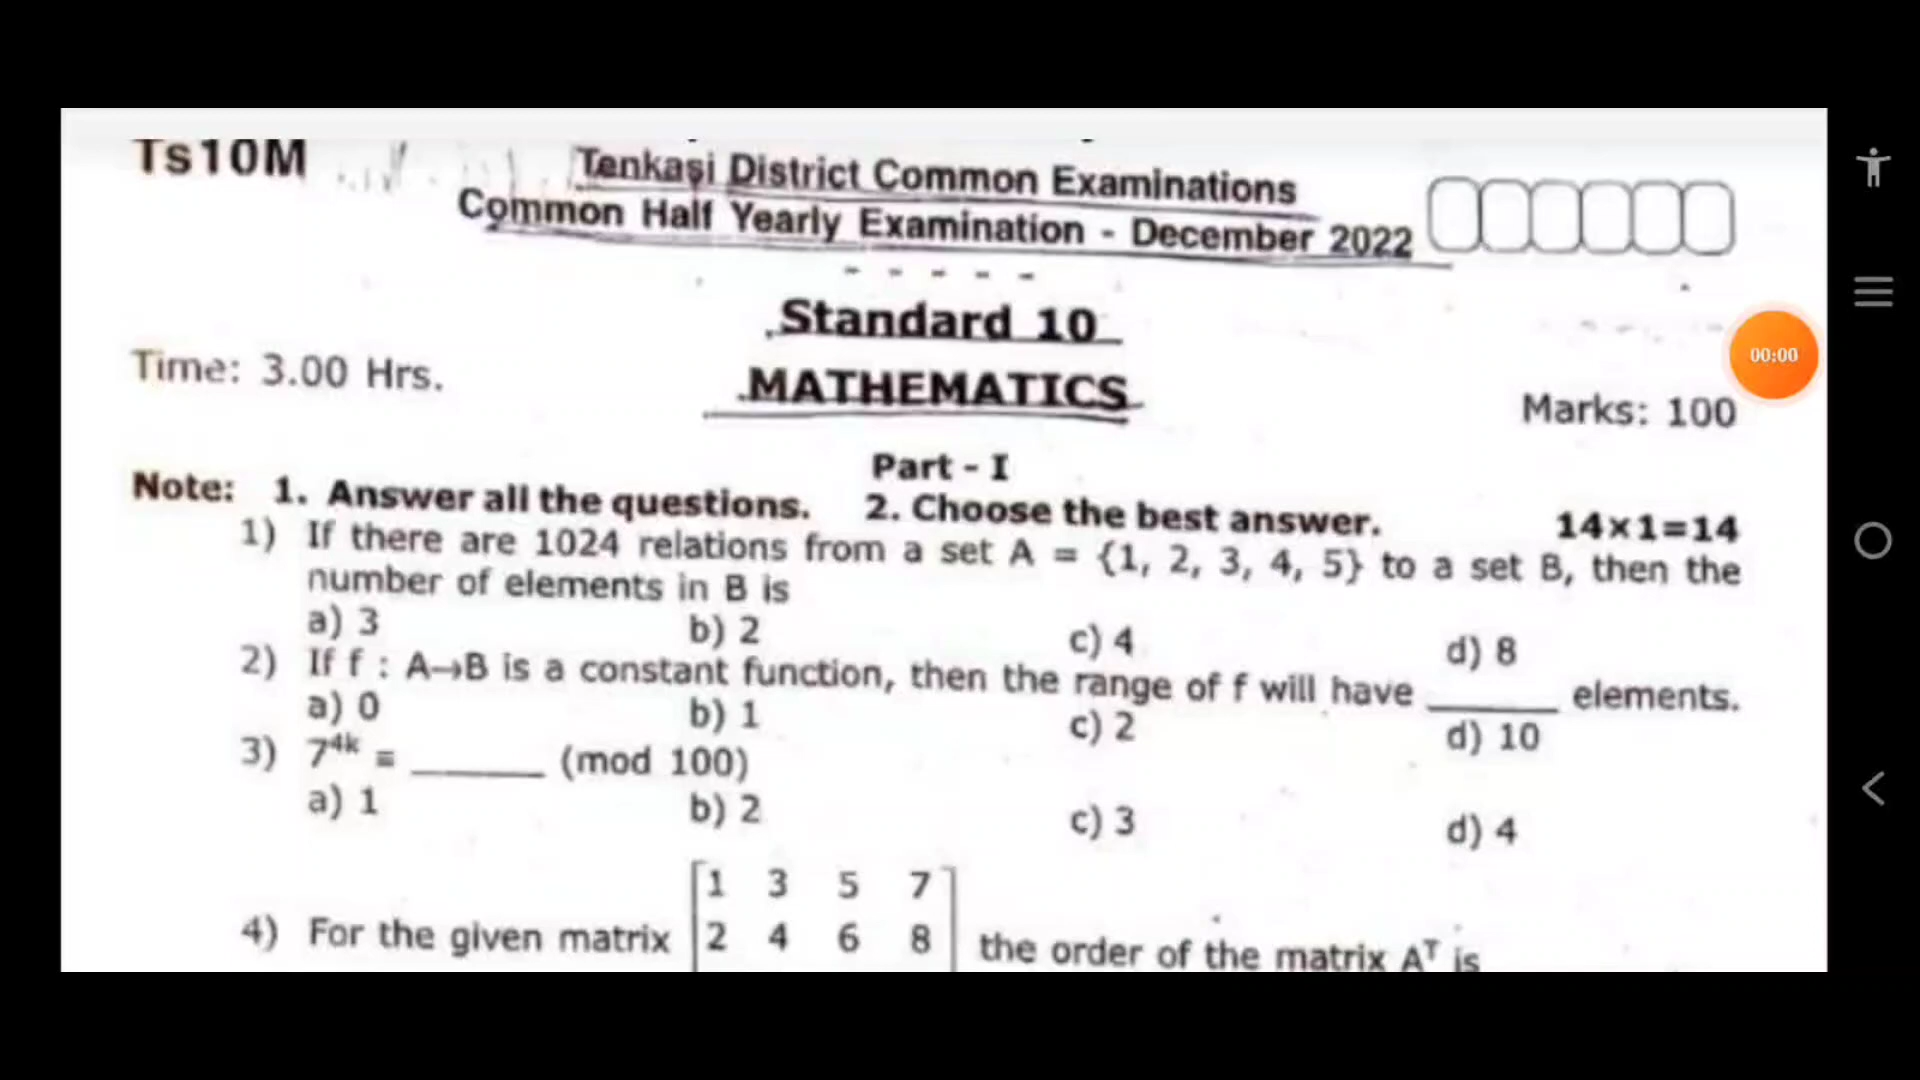 Ts10M
Tenkasi District Common Examinations
Common Half Yearly Examination - December 2022
- - - - -
Standard 10
Time: 3.00 Hrs.
MATHEMATICS
00:00
Marks: 100
Part - I
Note: 1. Answer all the questions. 2. Choose the best answer. 14×1=14
1) If there are 1024 relations from a set A = {1, 2, 3, 4, 5} to a set B, then the
number of elements in B is
a) 3 b) 2 c) 4 d) 8
2) If f : A→B is a constant function, then the range of f will have ______ elements.
a) 0 b) 1 c) 2 d) 10
3) 7⁴ᵏ ≡ ______ (mod 100)
a) 1 b) 2 c) 3 d) 4
1 3 5 7
4) For the given matrix 2 4 6 8 the order of the matrix Aᵀ is